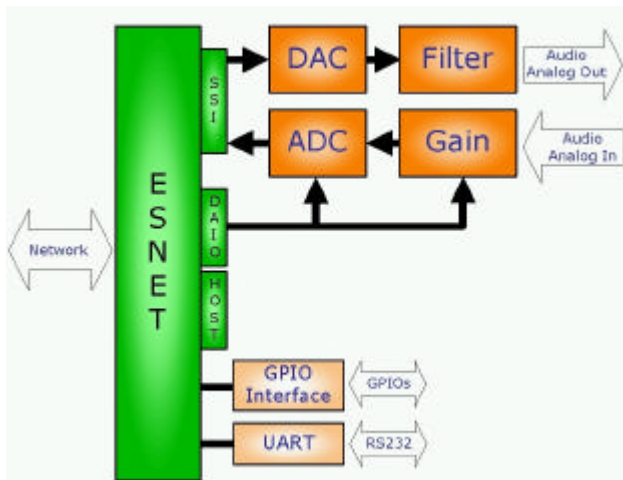 DAC
Filter
Audio
Analog Out
SSI
ADC
Gain
Audio
Analog In
ESNET
DAIO
Network
HOST
GPIO
Interface
GPIOs
UART
RS232